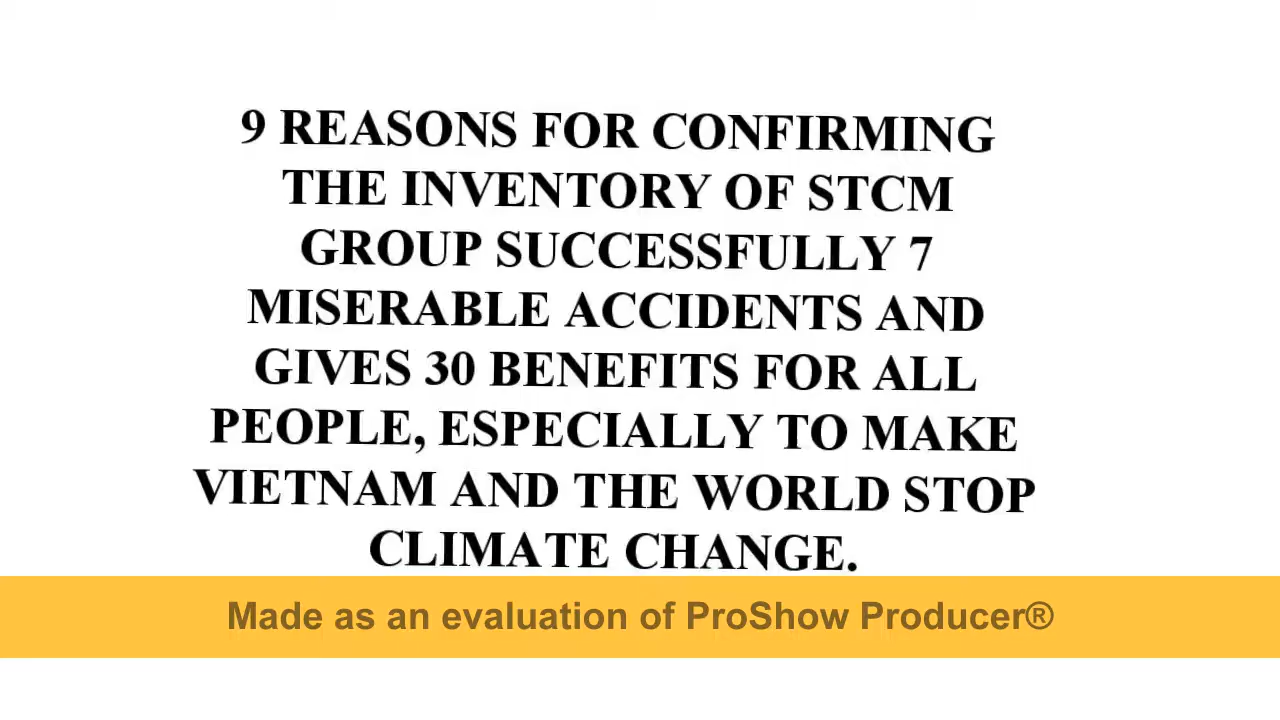 9 REASONS FOR CONFIRMING
THE INVENTORY OF STCM
GROUP SUCCESSFULLY 7
MISERABLE ACCIDENTS AND
GIVES 30 BENEFITS FOR ALL
PEOPLE, ESPECIALLY TO MAKE
VIETNAM AND THE WORLD STOP
CLIMATE CHANGE.
Made as an evaluation of ProShow Producer®